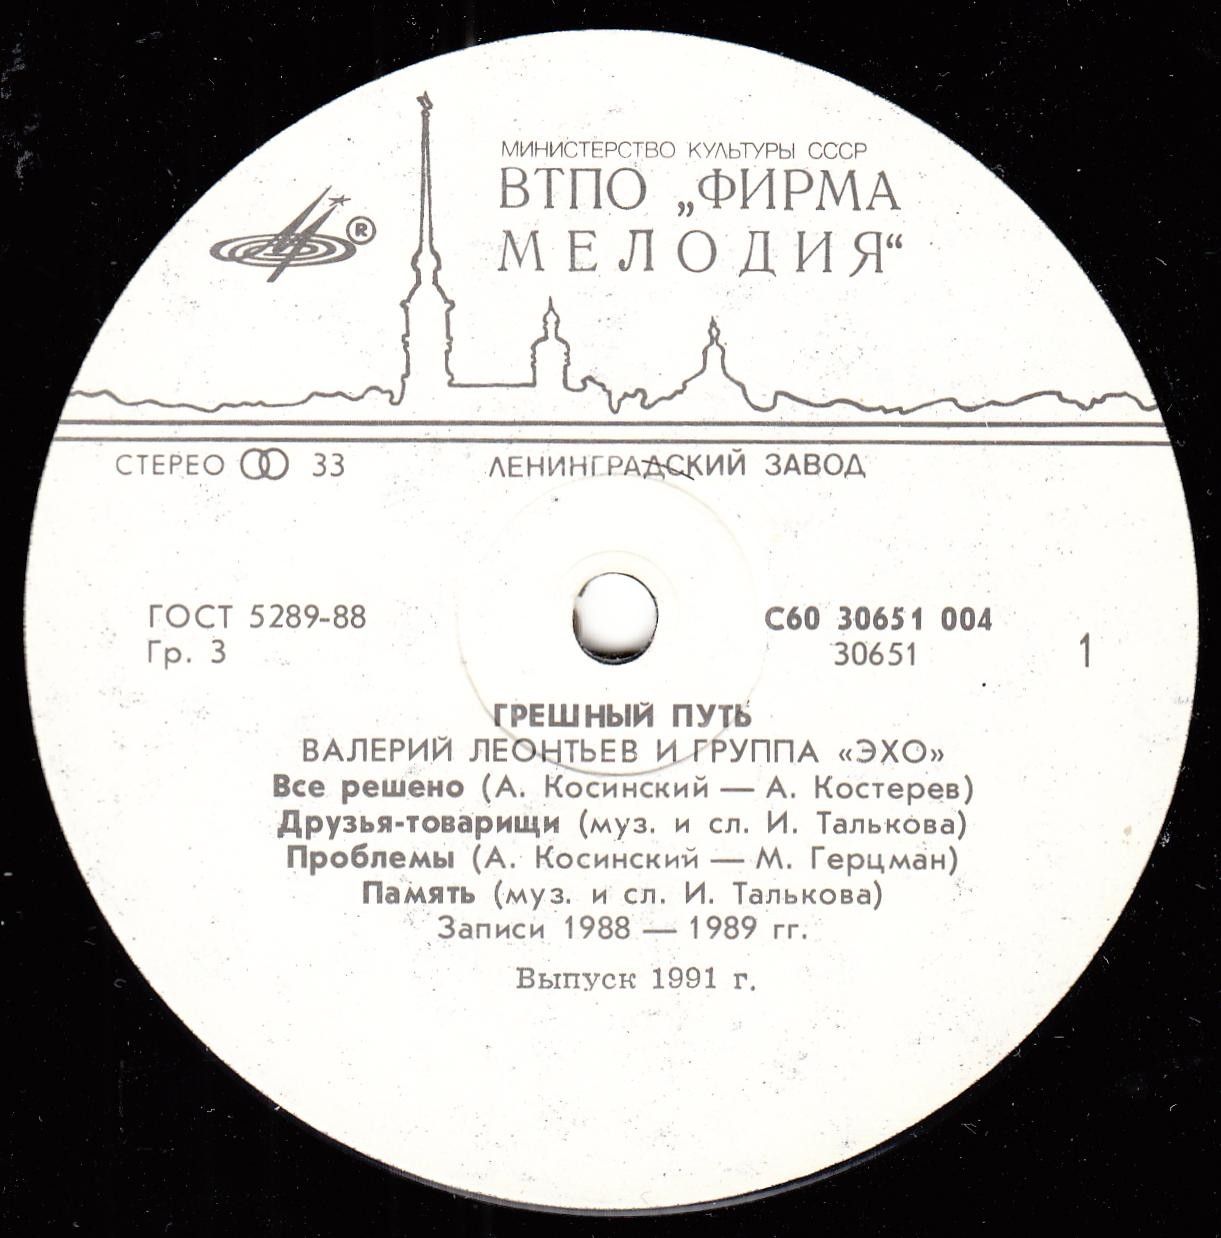 МИНИСТЕРСТВО КУЛЬТУРЫ СССР
ВТПО „ФИРМА
МЕЛОДИЯ“
®
СТЕРЕО 33
ЛЕНИНГРАДСКИЙ ЗАВОД
ГОСТ 5289-88
Гр. 3
С60 30651 004
30651
1
ГРЕШНЫЙ ПУТЬ
ВАЛЕРИЙ ЛЕОНТЬЕВ И ГРУППА «ЭХО»
Все решено (А. Косинский — А. Костерев)
Друзья-товарищи (муз. и сл. И. Талькова)
Проблемы (А. Косинский — М. Герцман)
Память (муз. и сл. И. Талькова)
Записи 1988 — 1989 гг.
Выпуск 1991 г.